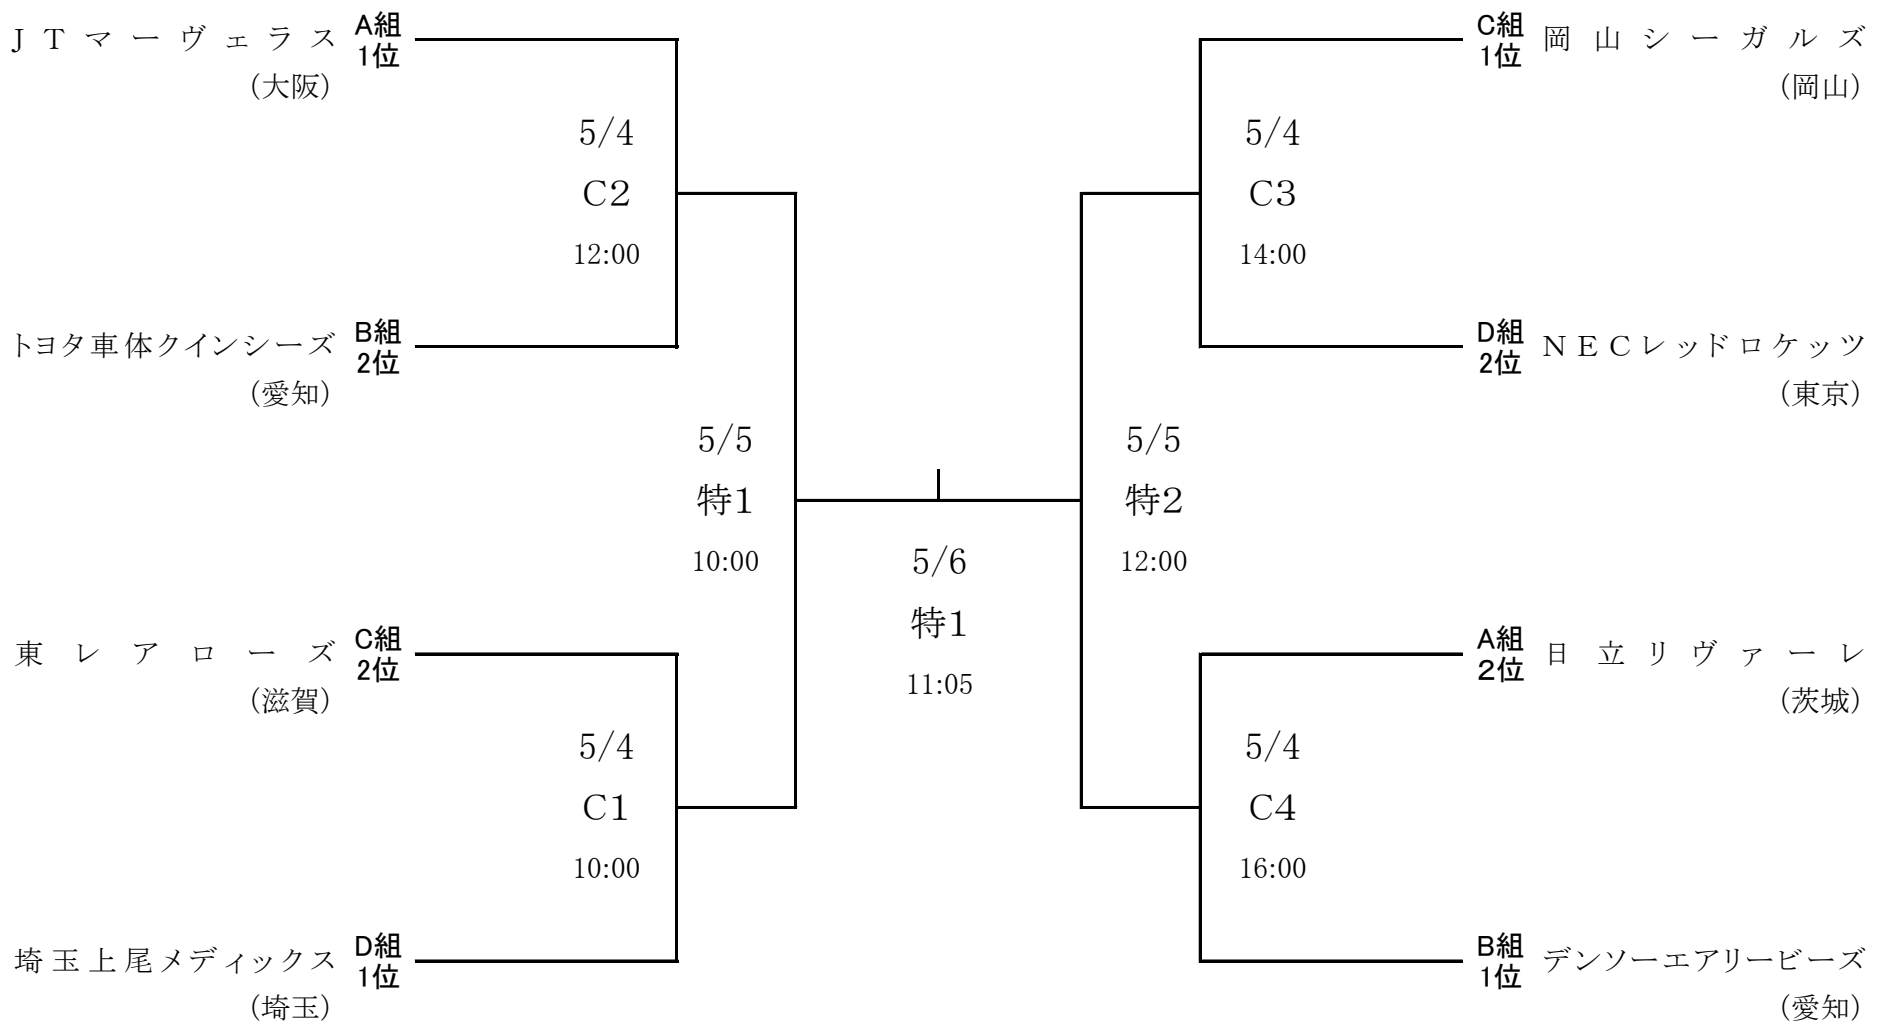 JTマーヴェラス A組
1位
(大阪)
5/4
C2
12:00
トヨタ車体クインシーズ B組
2位
(愛知)
5/5
特1
10:00
東レアローズ C組
2位
(滋賀)
5/4
C1
10:00
埼玉上尾メディックス D組
1位
(埼玉)
5/6
特1
11:05
C組 岡山シーガルズ
1位
(岡山)
5/4
C3
14:00
D組 NECレッドロケッツ
2位
(東京)
5/5
特2
12:00
A組 日立リヴァーレ
2位
(茨城)
5/4
C4
16:00
B組 デンソーエアリービーズ
1位
(愛知)